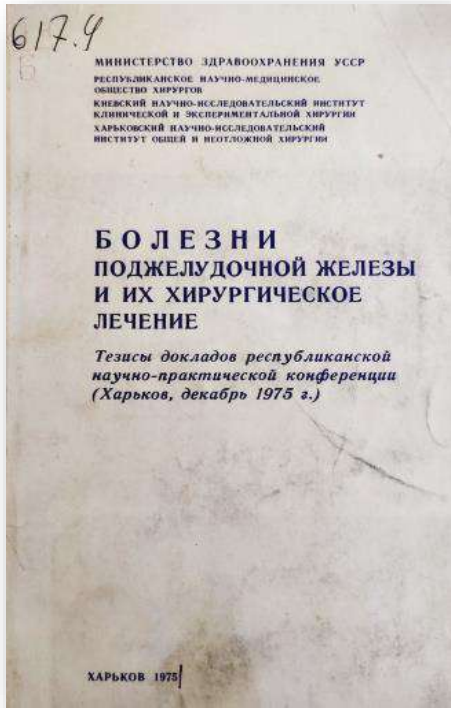 617.4
Б
МИНИСТЕРСТВО ЗДРАВООХРАНЕНИЯ УССР
РЕСПУБЛИКАНСКОЕ НАУЧНО-МЕДИЦИНСКОЕ
ОБЩЕСТВО ХИРУРГОВ
КИЕВСКИЙ НАУЧНО-ИССЛЕДОВАТЕЛЬСКИЙ ИНСТИТУТ
КЛИНИЧЕСКОЙ И ЭКСПЕРИМЕНТАЛЬНОЙ ХИРУРГИИ
ХАРЬКОВСКИЙ НАУЧНО-ИССЛЕДОВАТЕЛЬСКИЙ
ИНСТИТУТ ОБЩЕЙ И НЕОТЛОЖНОЙ ХИРУРГИИ
БОЛЕЗНИ
ПОДЖЕЛУДОЧНОЙ ЖЕЛЕЗЫ
И ИХ ХИРУРГИЧЕСКОЕ
ЛЕЧЕНИЕ
Тезисы докладов республиканской
научно-практической конференции
(Харьков, декабрь 1975 г.)
ХАРЬКОВ 1975